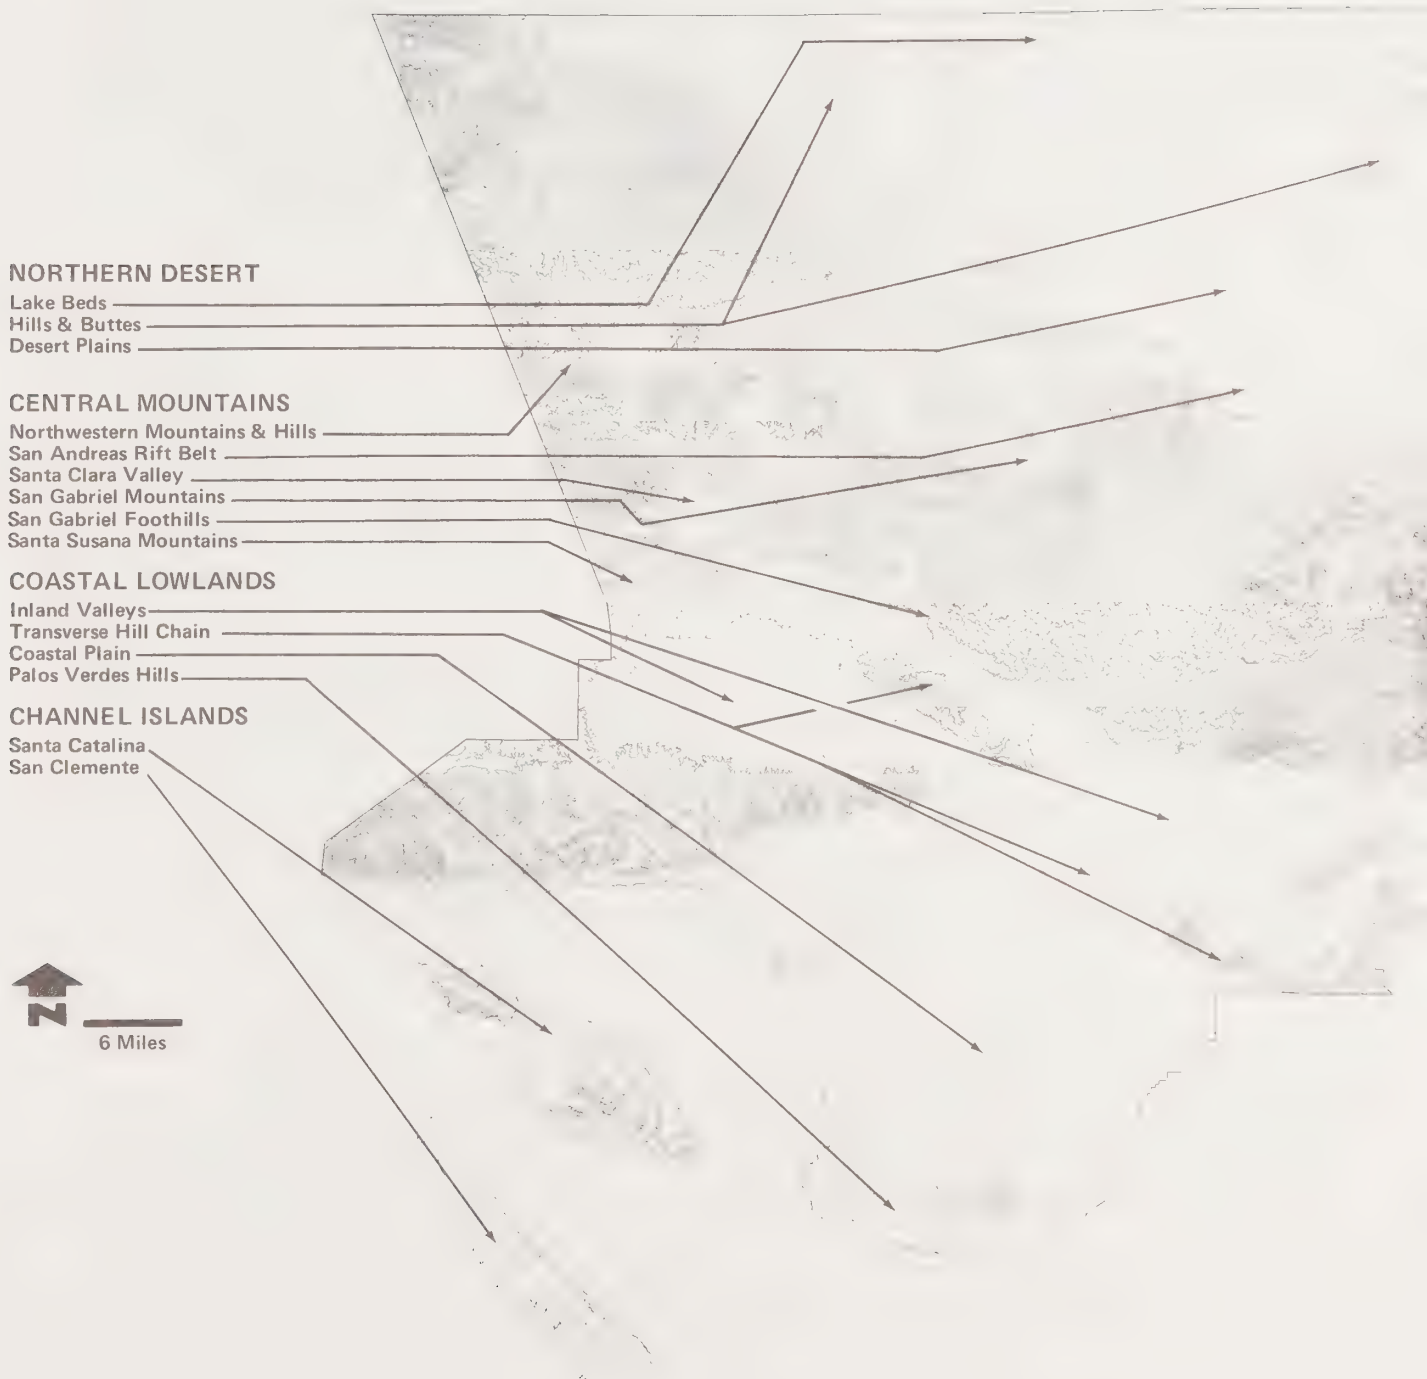 NORTHERN DESERT
Lake Beds
Hills & Buttes
Desert Plains
CENTRAL MOUNTAINS
Northwestern Mountains & Hills
San Andreas Rift Belt
Santa Clara Valley
San Gabriel Mountains
San Gabriel Foothills
Santa Susana Mountains
COASTAL LOWLANDS
Inland Valleys
Transverse Hill Chain
Coastal Plain
Palos Verdes Hills
CHANNEL ISLANDS
Santa Catalina
San Clemente
N
6 Miles